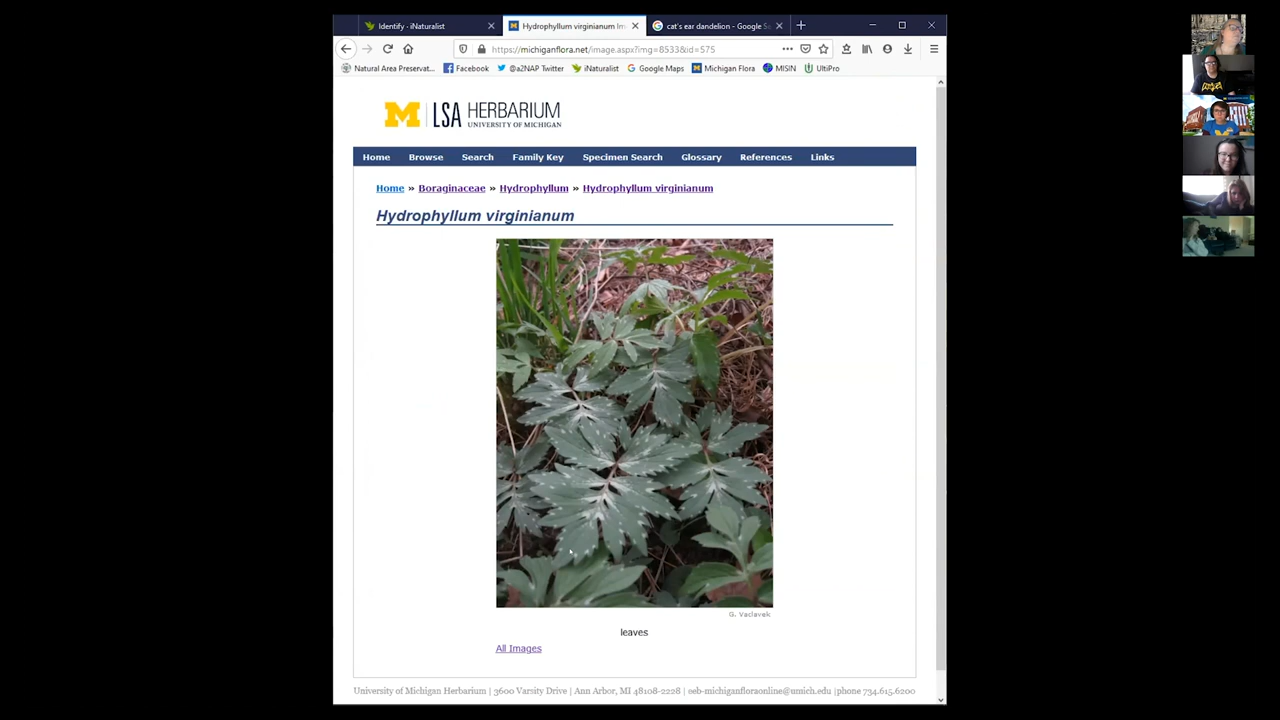 Identify - iNaturalist
Hydrophyllum virginianum Im
cat's ear dandelion - Google Se
https://michiganflora.net/image.aspx?img=8533&id=575
Natural Area Preservat... Facebook @a2NAP Twitter iNaturalist Google Maps Michigan Flora MISIN UltiPro
M LSA HERBARIUM
UNIVERSITY OF MICHIGAN
Home Browse Search Family Key Specimen Search Glossary References Links
Home » Boraginaceae » Hydrophyllum » Hydrophyllum virginianum
Hydrophyllum virginianum
G. Vaclavek
leaves
All Images
University of Michigan Herbarium | 3600 Varsity Drive | Ann Arbor, MI 48108-2228 | eeb-michiganfloraonline@umich.edu |phone 734.615.6200